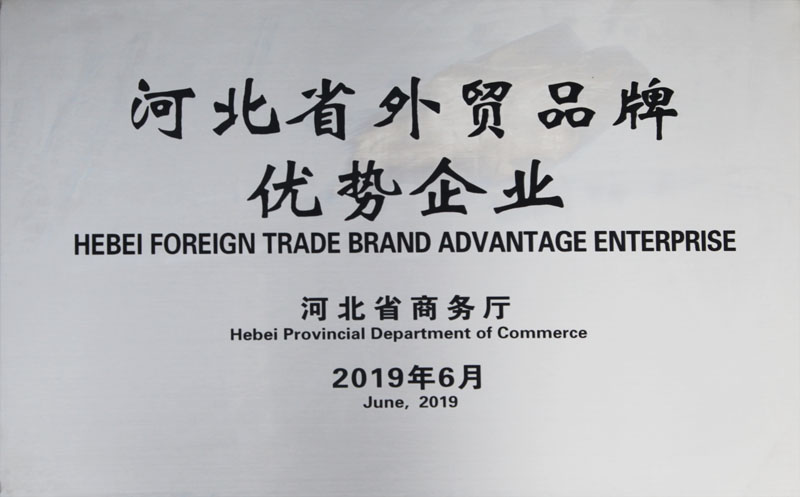 河北省外贸品牌
优势企业
HEBEI FOREIGN TRADE BRAND ADVANTAGE ENTERPRISE
河北省商务厅
Hebei Provincial Department of Commerce
2019年6月
June, 2019